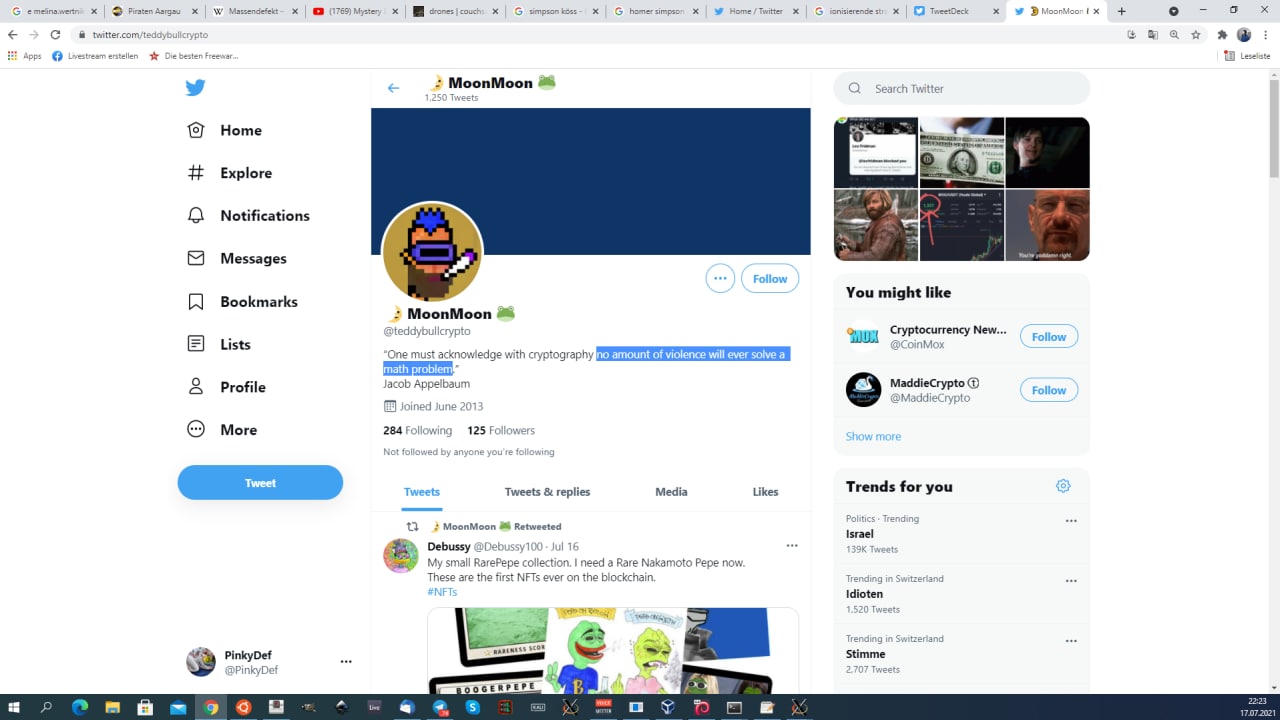 e melina.wertnik
Piraten Aargau
Massendefekt –
(1769) Mystery
drones | couchs
simpson köss –
homer simpson
Home / Twitter
ionisierende str
TweetDeck
MoonMoon
twitter.com/teddybullcrypto
Apps
Livestream erstellen
Die besten Freewar...
Leseliste
MoonMoon
1,250 Tweets
Search Twitter
Home
Explore
Notifications
Messages
Bookmarks
Lists
Profile
More
Tweet
PinkyDef
@PinkyDef
Follow
MoonMoon
@teddybullcrypto
“One must acknowledge with cryptography no amount of violence will ever solve a
math problem.”
Jacob Appelbaum
Joined June 2013
284 Following 125 Followers
Not followed by anyone you're following
Tweets Tweets & replies Media Likes
MoonMoon Retweeted
Debussy @Debussy100 · Jul 16
My small RarePepe collection. I need a Rare Nakamoto Pepe now.
These are the first NFTs ever on the blockchain.
#NFTs
RARENESS SCOR
BOOGERPEPE
You're goddamn right.
You might like
Cryptocurrency New...
@CoinMox
Follow
MaddieCrypto
@MaddieCrypto
Follow
Show more
Trends for you
Politics · Trending
Israel
139K Tweets
Trending in Switzerland
Idioten
1,520 Tweets
Trending in Switzerland
Stimme
2,707 Tweets
22:23
17.07.2021